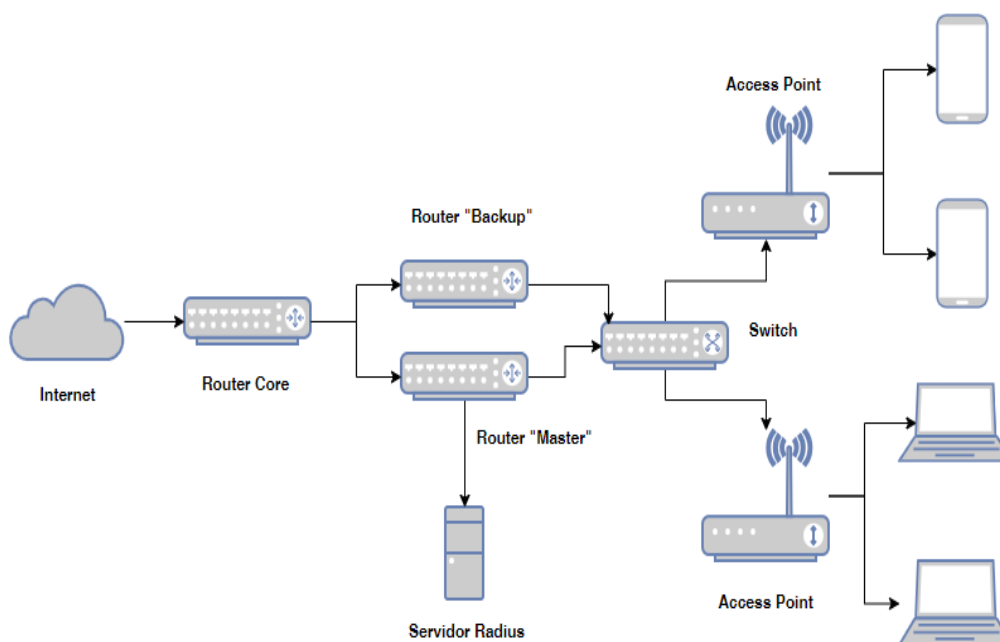 Access Point
Router "Backup"
Switch
Internet
Router Core
Router "Master"
Access Point
Servidor Radius